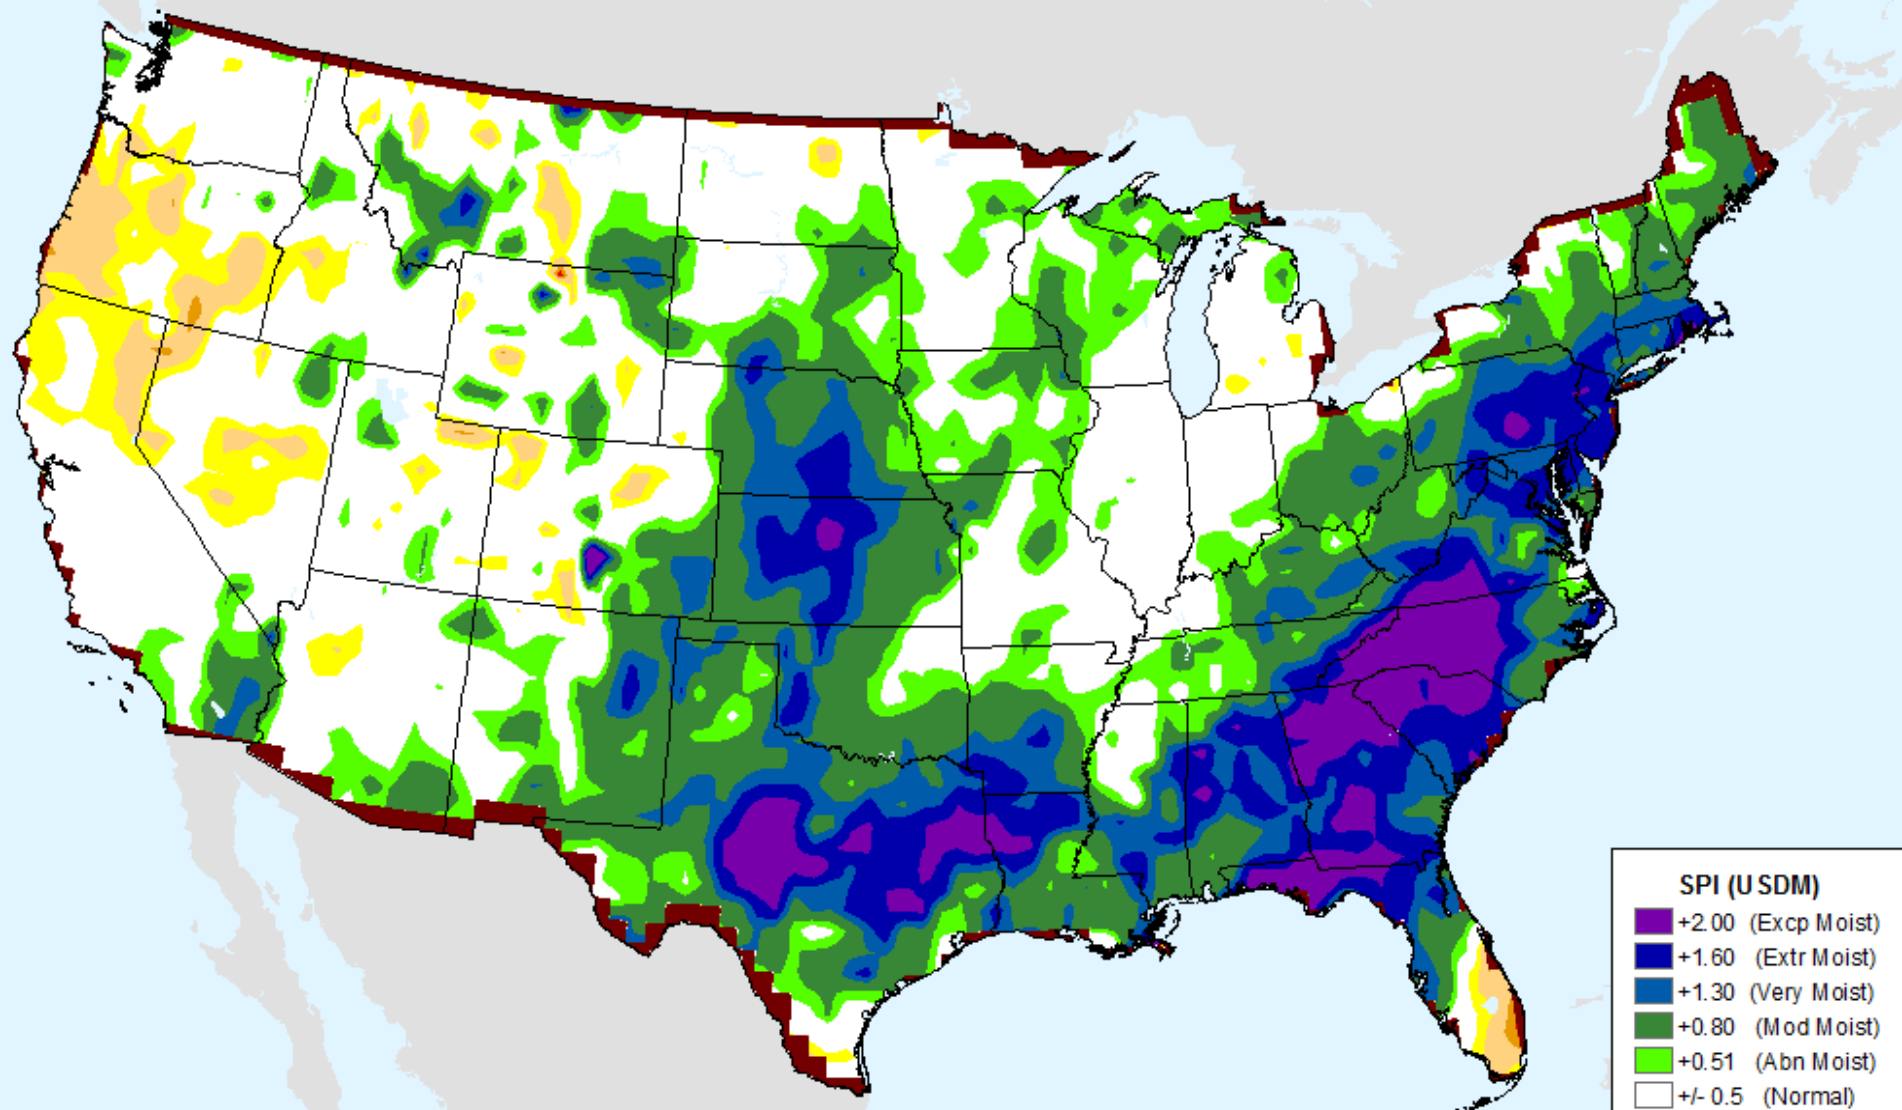 SPI (USDM)
+2.00 (Excp Moist)
+1.60 (Extr Moist)
+1.30 (Very Moist)
+0.80 (Mod Moist)
+0.51 (Abn Moist)
+/- 0.5 (Normal)